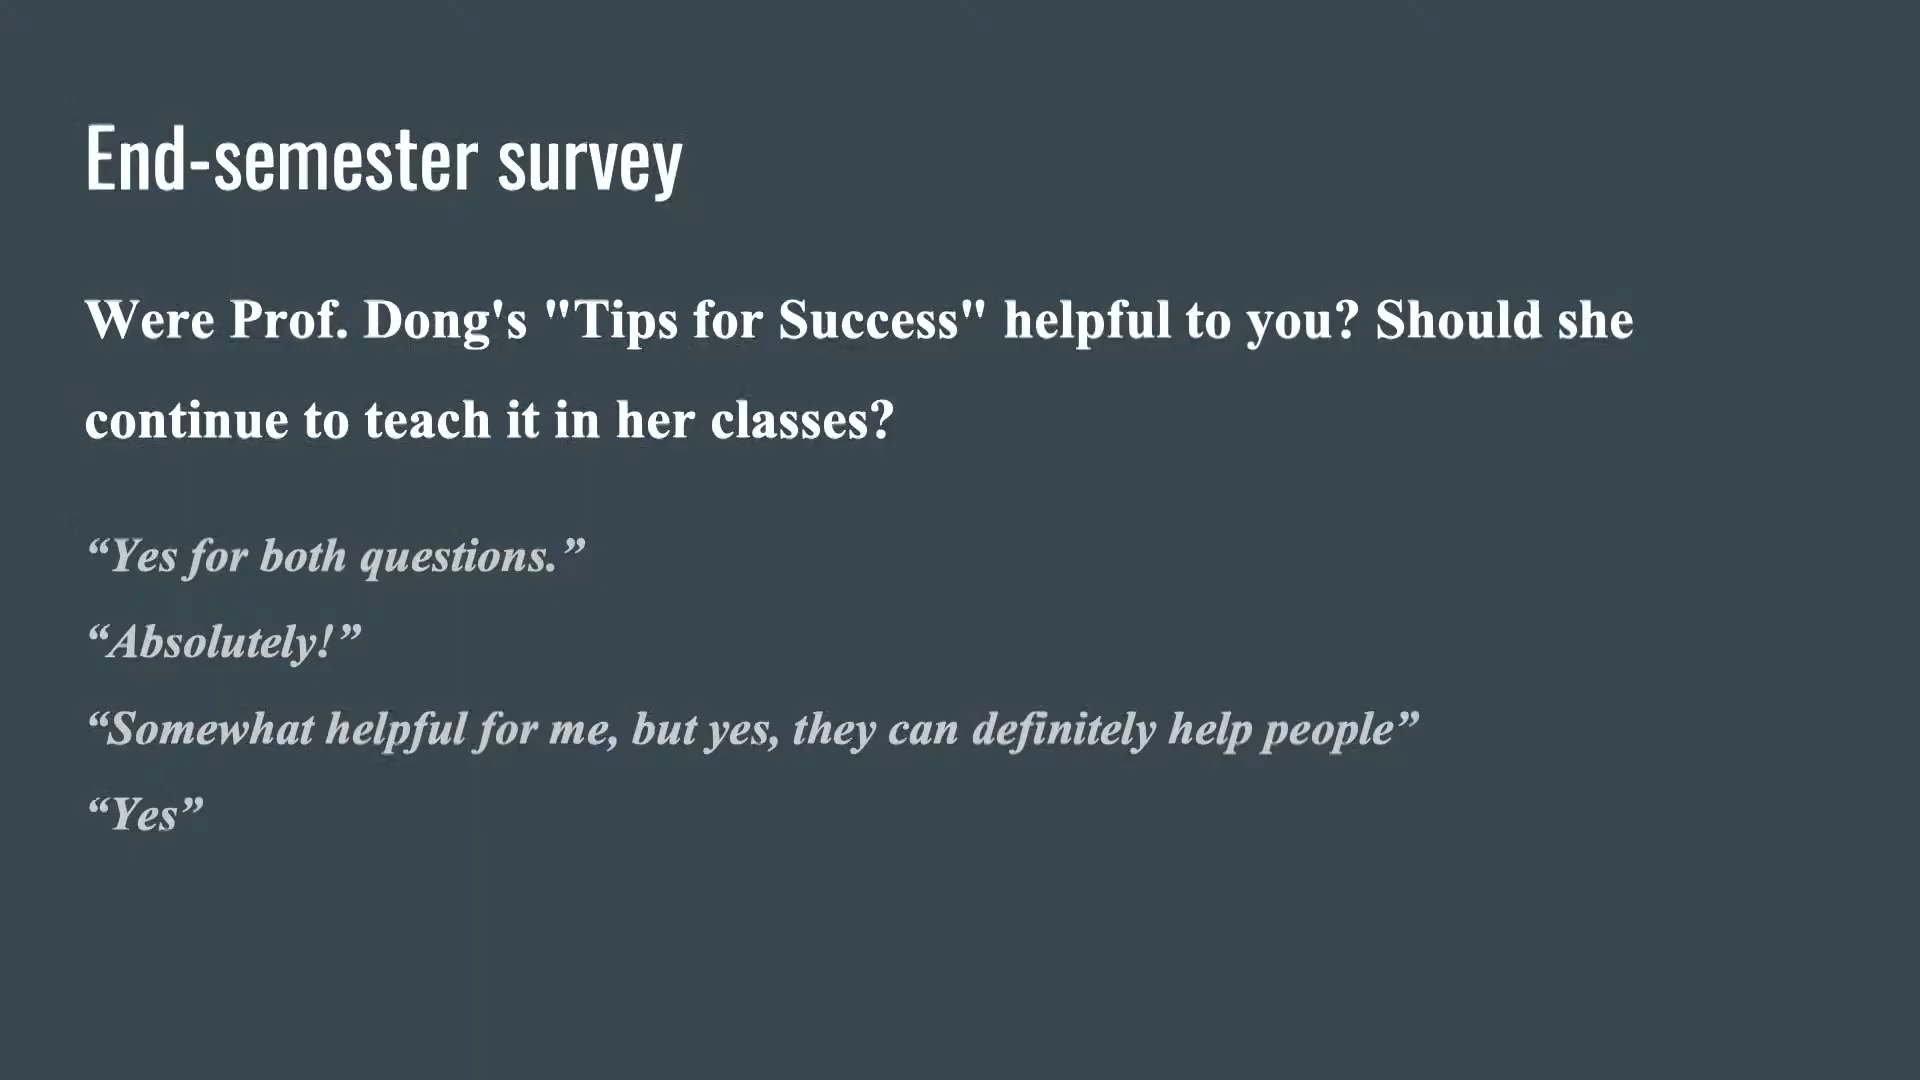 End-semester survey
Were Prof. Dong's "Tips for Success" helpful to you? Should she
continue to teach it in her classes?
“Yes for both questions.”
“Absolutely!”
“Somewhat helpful for me, but yes, they can definitely help people”
“Yes”